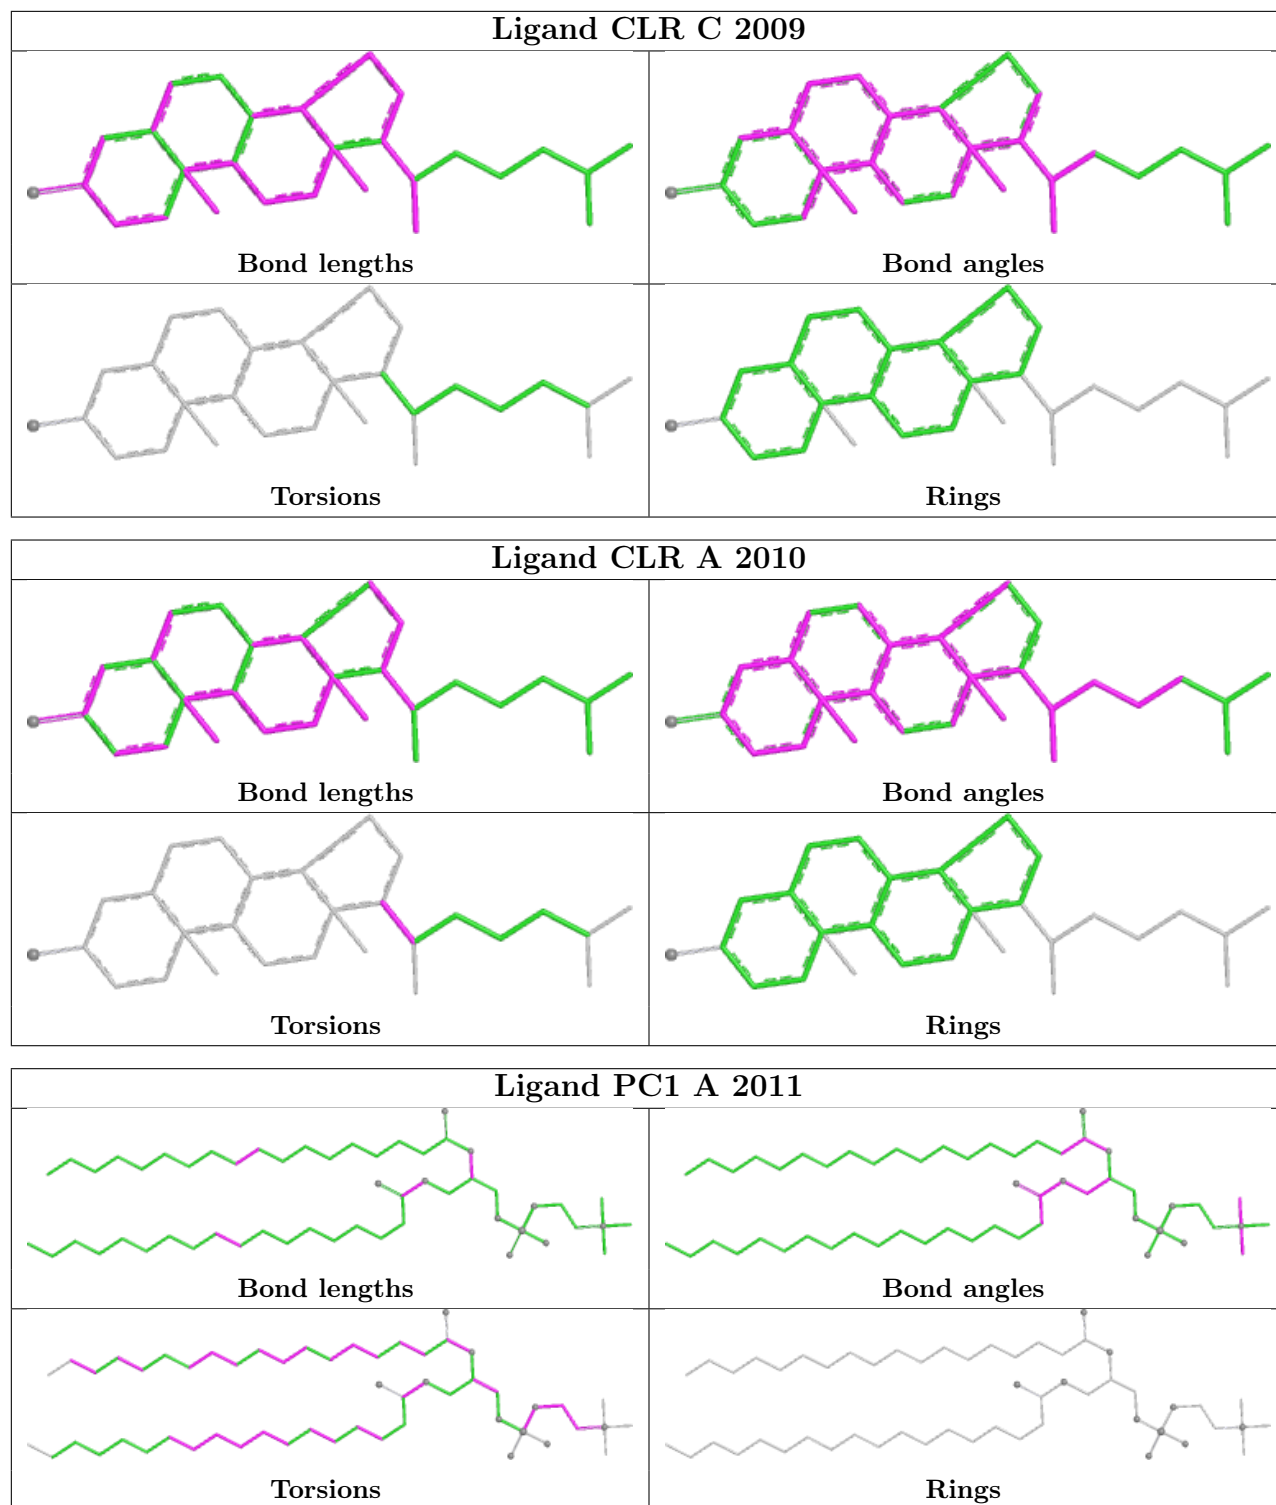 Ligand CLR C 2009
Bond lengths
Bond angles
Torsions
Rings
Ligand CLR A 2010
Bond lengths
Bond angles
Torsions
Rings
Ligand PC1 A 2011
Bond lengths
Bond angles
Torsions
Rings